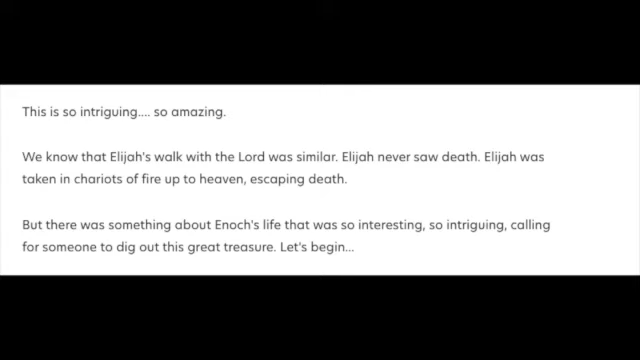 This is so intriguing.... so amazing.
We know that Elijah's walk with the Lord was similar. Elijah never saw death. Elijah was
taken in chariots of fire up to heaven, escaping death.
But there was something about Enoch's life that was so interesting, so intriguing, calling
for someone to dig out this great treasure. Let's begin...